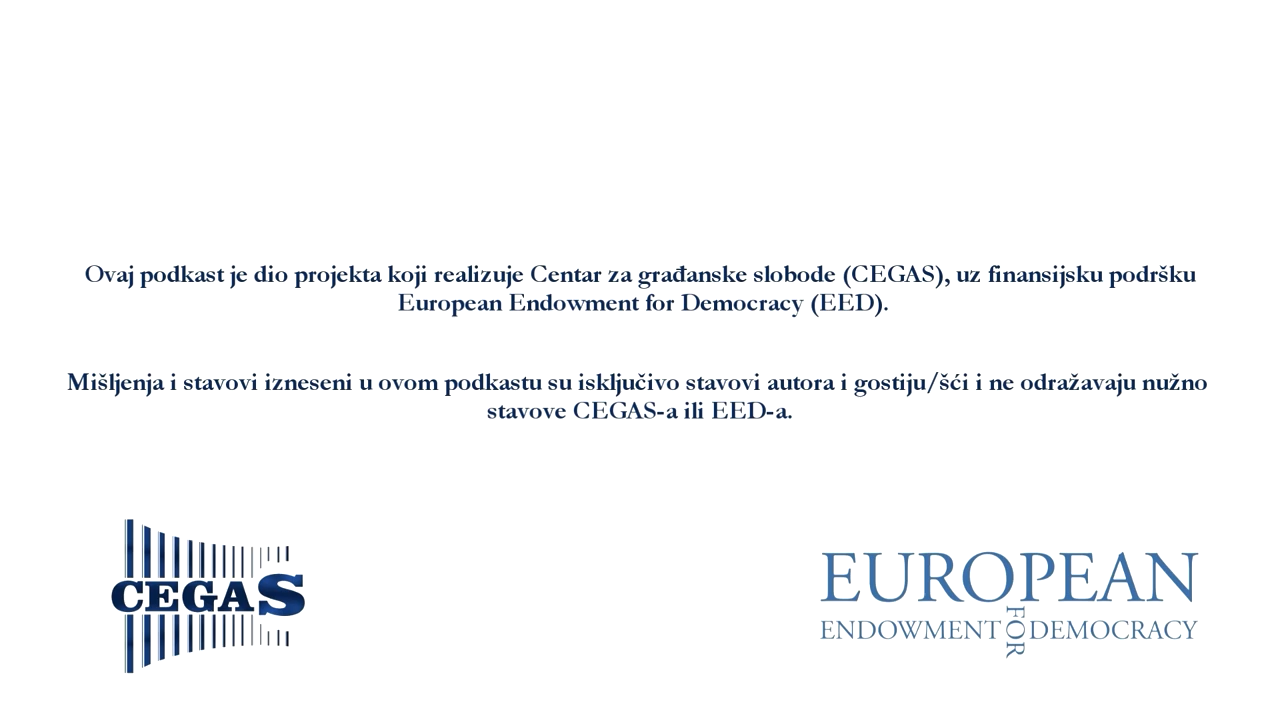 Ovaj podkast je dio projekta koji realizuje Centar za građanske slobode (CEGAS), uz finansijsku podršku
European Endowment for Democracy (EED).
Mišljenja i stavovi izneseni u ovom podkastu su isključivo stavovi autora i gostiju/šći i ne odražavaju nužno
stavove CEGAS-a ili EED-a.
CEGAS
EUROPEAN
ENDOWMENT FOR DEMOCRACY